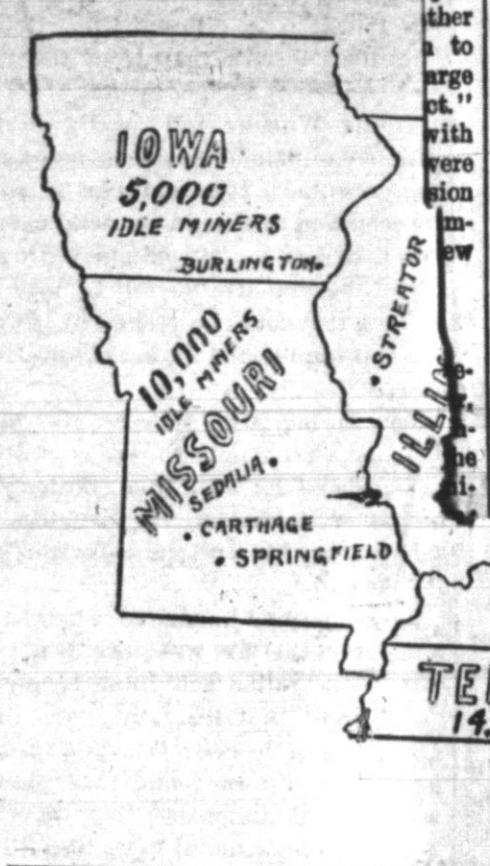 IOWA
5,000
IDLE MINERS
BURLINGTON.
10,000
IDLE MINERS
MISSOURI
SEDALIA
CARTHAGE
SPRINGFIELD
STREATOR
ILLI
TE
14,
ther
to
arge
ct."
with
vere
sion
m-
ew
he